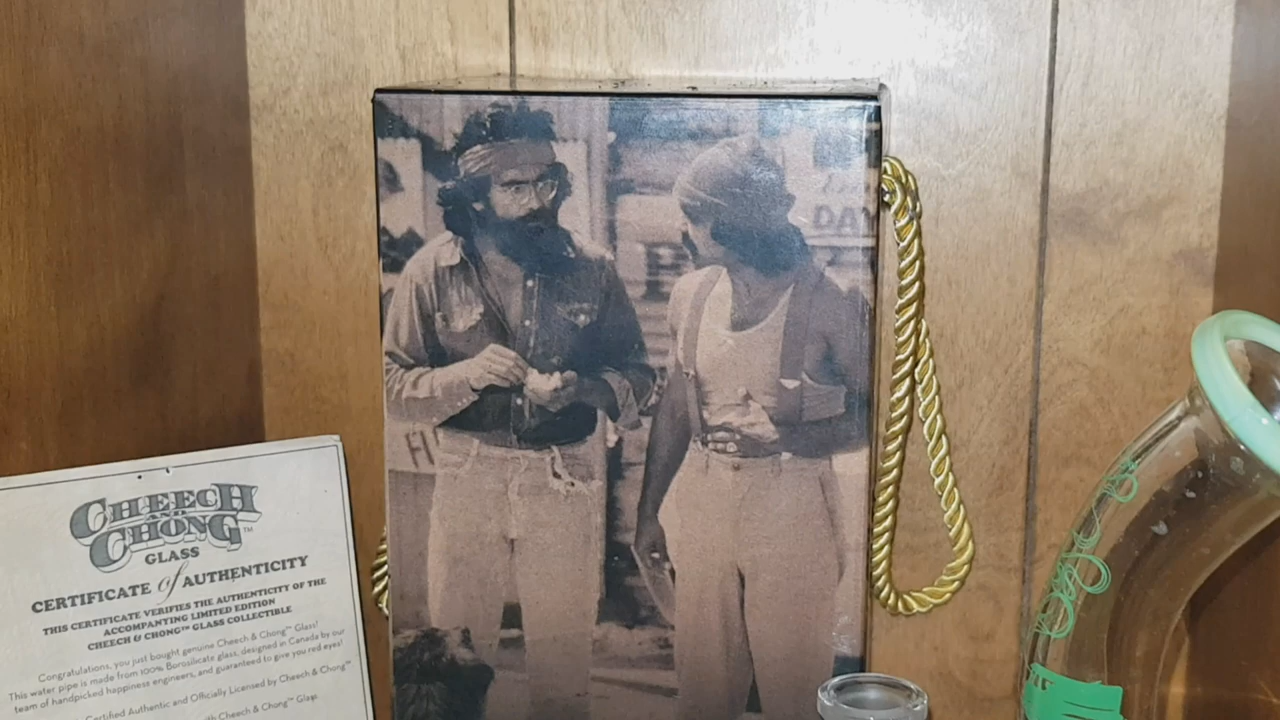 CHEECH
AND
CHONG™
GLASS
CERTIFICATE of AUTHENTICITY
THIS CERTIFICATE VERIFIES THE AUTHENTICITY OF THE
ACCOMPANYING LIMITED EDITION
CHEECH & CHONG™ GLASS COLLECTIBLE
Congratulations, you just bought genuine Cheech & Chong™ Glass!
This water pipe is made from 100% Borosilicate glass, designed in Canada by our
team of handpicked happiness engineers, and guaranteed to give you red eyes!
Certified Authentic and Officially Licensed by Cheech & Chong™
with Cheech & Chong™ Glass.